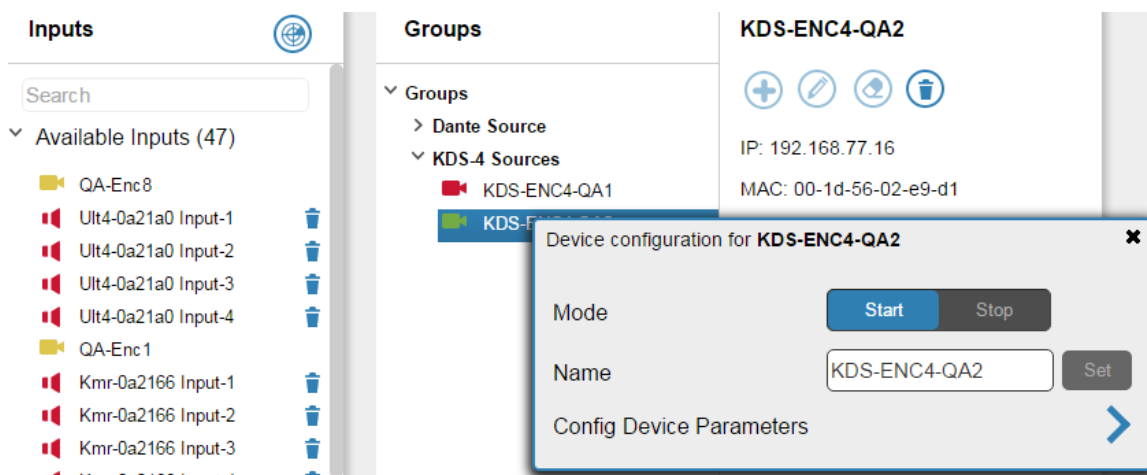 Inputs
Search
Available Inputs (47)
QA-Enc8
Ult4-0a21a0 Input-1
Ult4-0a21a0 Input-2
Ult4-0a21a0 Input-3
Ult4-0a21a0 Input-4
QA-Enc1
Kmr-0a2166 Input-1
Kmr-0a2166 Input-2
Kmr-0a2166 Input-3
Groups
Groups
Dante Source
KDS-4 Sources
KDS-ENC4-QA1
KDS-ENC4-QA2
IP: 192.168.77.16
MAC: 00-1d-56-02-e9-d1
Device configuration for KDS-ENC4-QA2
Mode Start Stop
Name KDS-ENC4-QA2 Set
Config Device Parameters